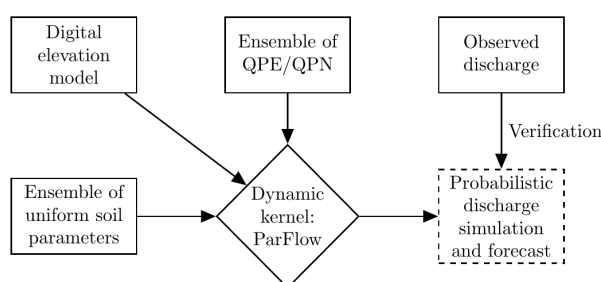 Digital
elevation
model
Ensemble of
QPE/QPN
Observed
discharge
Verification
Ensemble of
uniform soil
parameters
Dynamic
kernel:
ParFlow
Probabilistic
discharge
simulation
and forecast